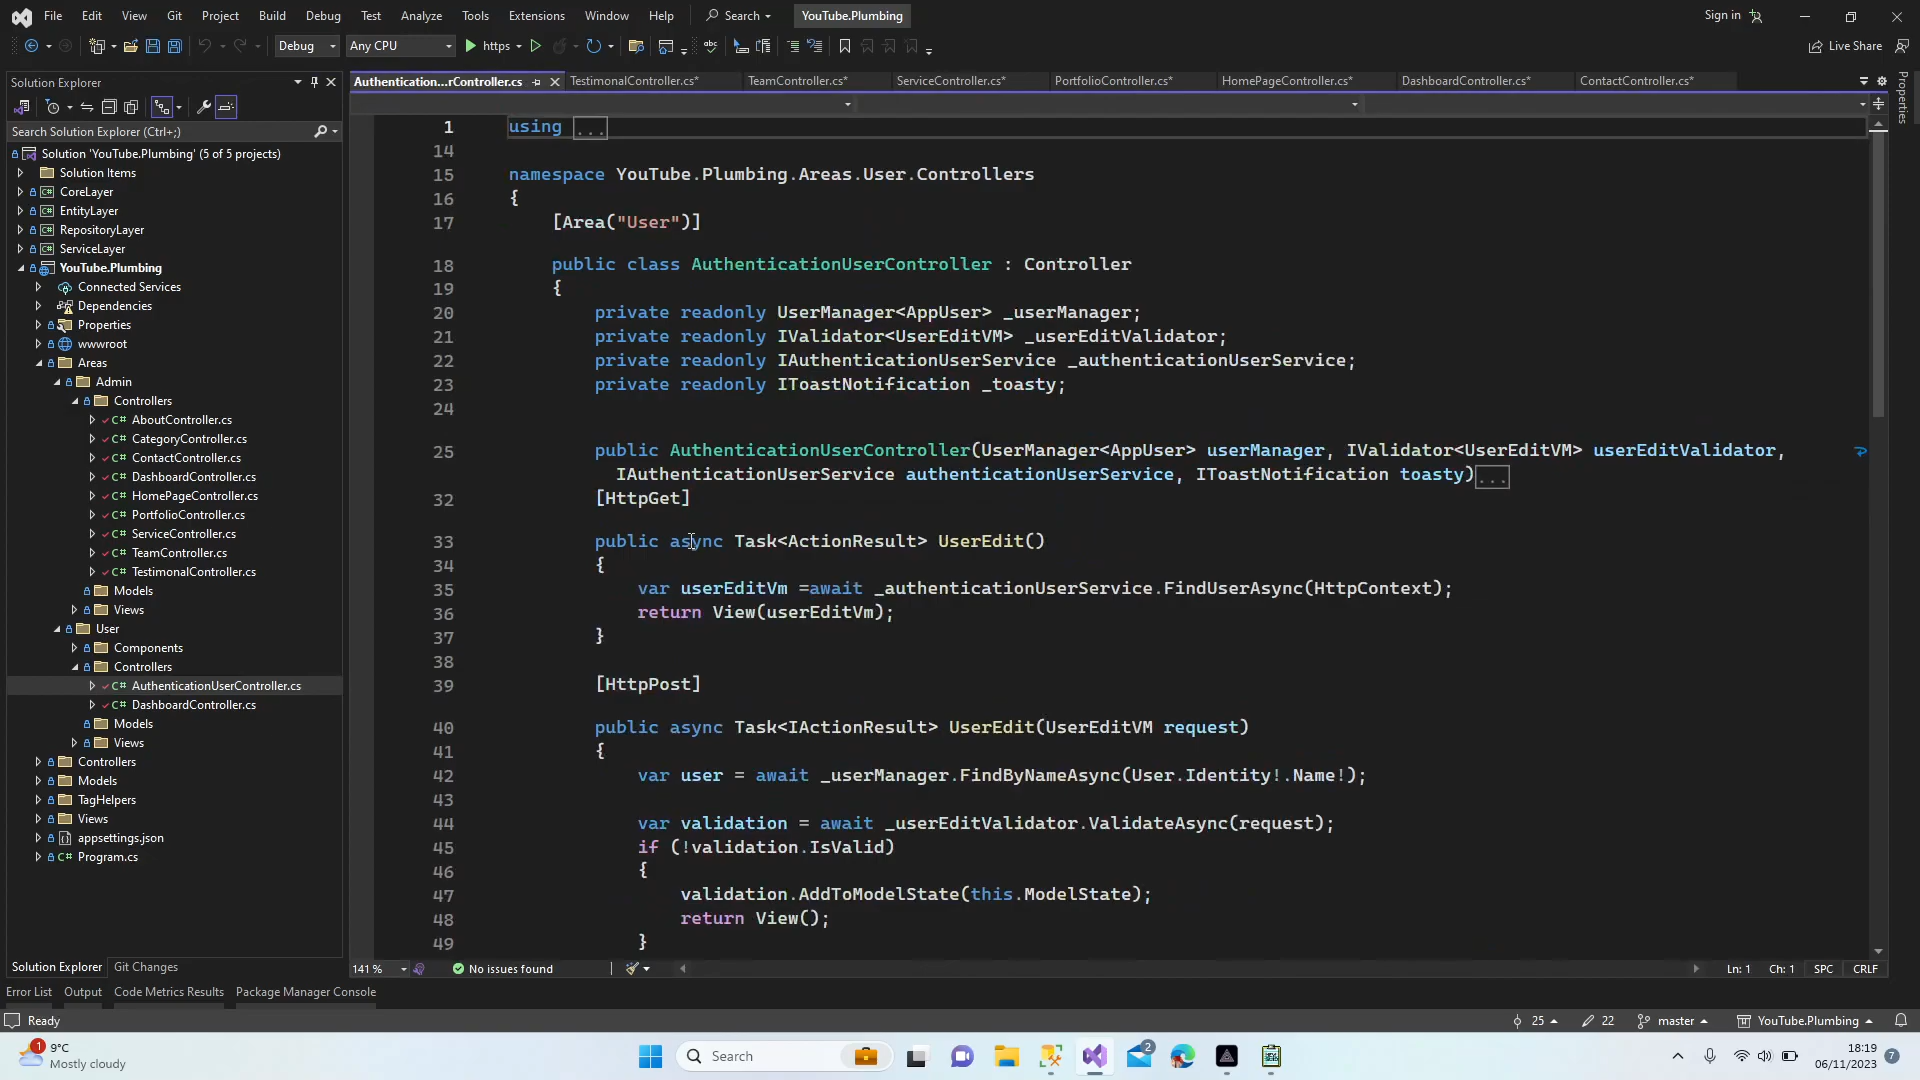 File Edit View Git Project Build Debug Test Analyze Tools Extensions Window Help Search YouTube.Plumbing Sign in
Debug Any CPU https Live Share
Solution Explorer
Authentication...rController.cs TestimonalController.cs* TeamController.cs* ServiceController.cs* PortfolioController.cs* HomePageController.cs* DashboardController.cs* ContactController.cs*
Properties
Search Solution Explorer (Ctrl+;)
Solution 'YouTube.Plumbing' (5 of 5 projects)
Solution Items
CoreLayer
EntityLayer
RepositoryLayer
ServiceLayer
YouTube.Plumbing
Connected Services
Dependencies
Properties
wwwroot
Areas
Admin
Controllers
AboutController.cs
CategoryController.cs
ContactController.cs
DashboardController.cs
HomePageController.cs
PortfolioController.cs
ServiceController.cs
TeamController.cs
TestimonalController.cs
Models
Views
User
Components
Controllers
AuthenticationUserController.cs
DashboardController.cs
Models
Views
Controllers
Models
TagHelpers
Views
appsettings.json
Program.cs
1 using ...
14
15 namespace YouTube.Plumbing.Areas.User.Controllers
16 {
17 [Area("User")]
18 public class AuthenticationUserController : Controller
19 {
20 private readonly UserManager<AppUser> _userManager;
21 private readonly IValidator<UserEditVM> _userEditValidator;
22 private readonly IAuthenticationUserService _authenticationUserService;
23 private readonly IToastNotification _toasty;
24
25 public AuthenticationUserController(UserManager<AppUser> userManager, IValidator<UserEditVM> userEditValidator,
IAuthenticationUserService authenticationUserService, IToastNotification toasty)...
32 [HttpGet]
33 public async Task<ActionResult> UserEdit()
34 {
35 var userEditVm =await _authenticationUserService.FindUserAsync(HttpContext);
36 return View(userEditVm);
37 }
38
39 [HttpPost]
40 public async Task<IActionResult> UserEdit(UserEditVM request)
41 {
42 var user = await _userManager.FindByNameAsync(User.Identity!.Name!);
43
44 var validation = await _userEditValidator.ValidateAsync(request);
45 if (!validation.IsValid)
46 {
47 validation.AddToModelState(this.ModelState);
48 return View();
49 }
Solution Explorer Git Changes
141 % No issues found Ln: 1 Ch: 1 SPC CRLF
Error List Output Code Metrics Results Package Manager Console
Ready 25 22 master YouTube.Plumbing
1 9°C
Mostly cloudy
Search
2
18:19
06/11/2023
7